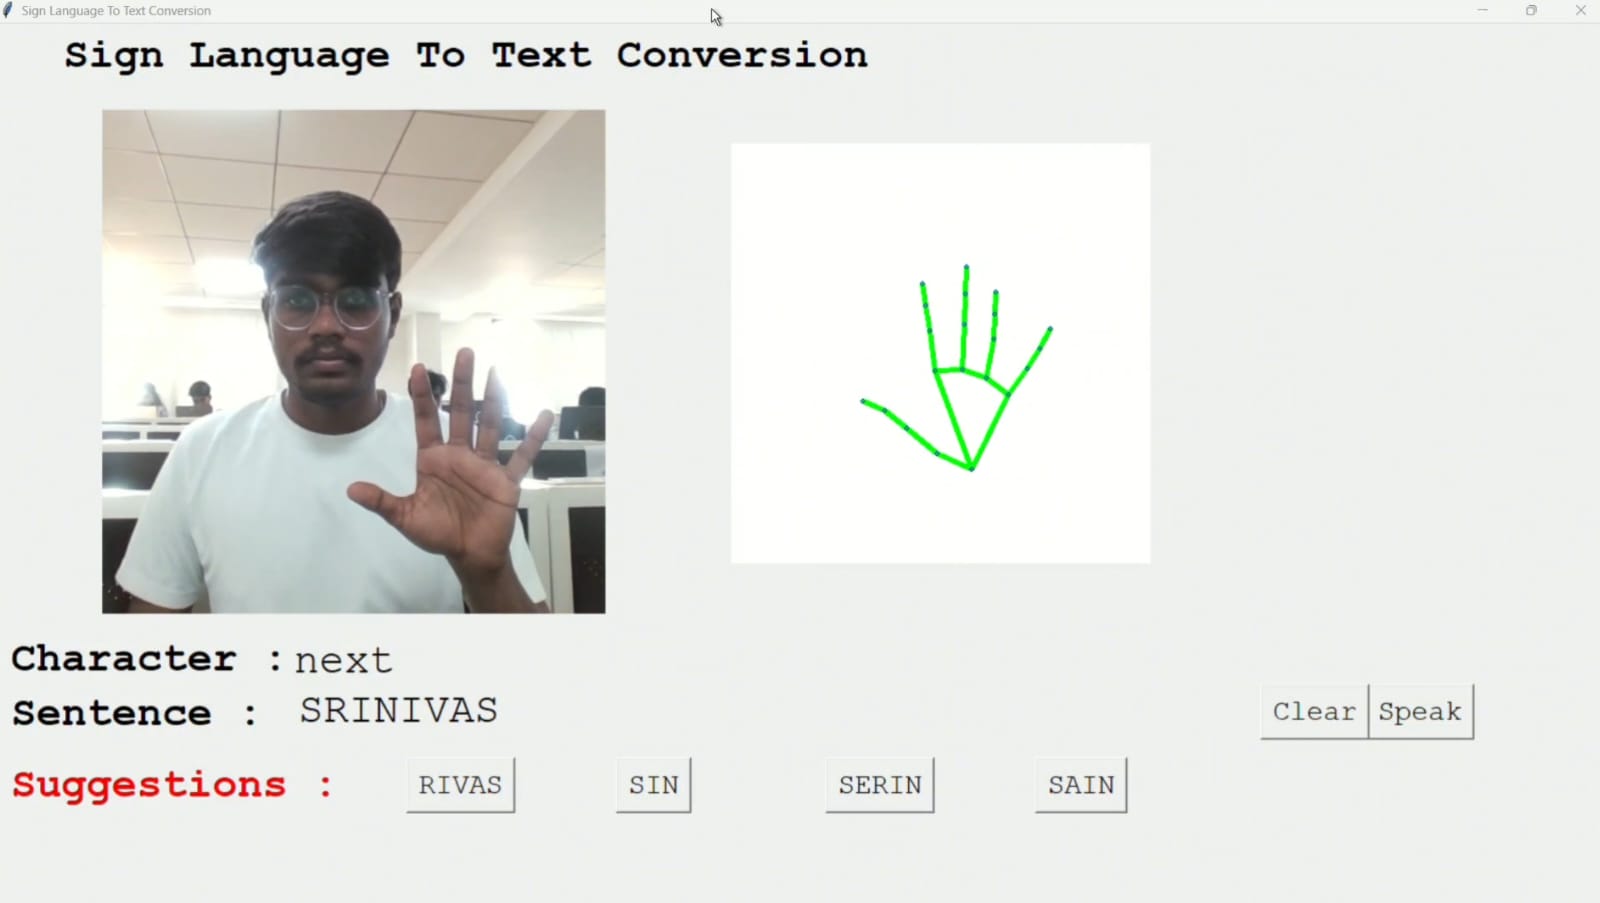 Sign Language To Text Conversion
Sign Language To Text Conversion
Character : next
Sentence : SRINIVAS
Clear Speak
Suggestions : RIVAS SIN SERIN SAIN